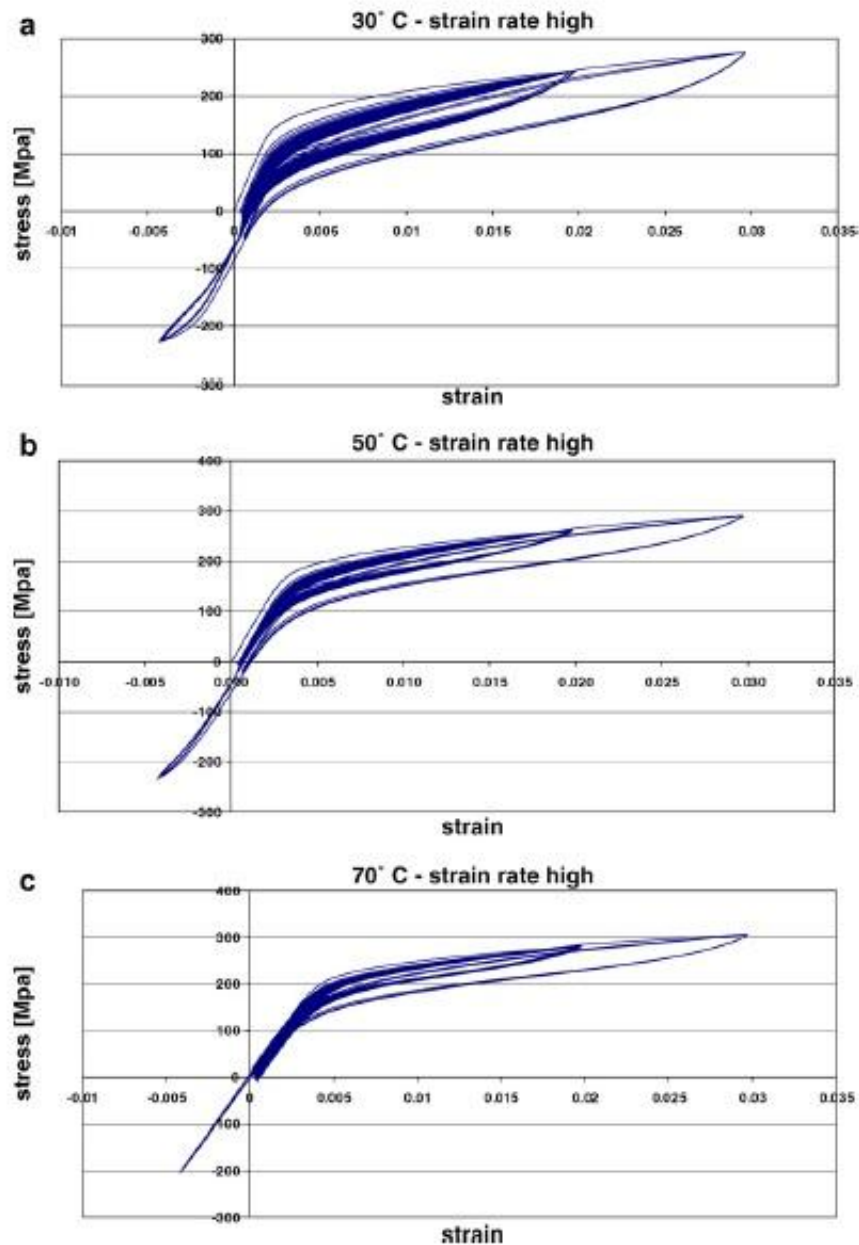 a
30° C - strain rate high
300
200
100
0
-0.01 -0.005 0 0.005 0.01 0.015 0.02 0.025 0.03 0.035
-100
-200
-300
stress [Mpa]
strain
b
50° C - strain rate high
400
300
200
100
0
-0.010 -0.005 0.000 0.005 0.010 0.015 0.020 0.025 0.030 0.035
-100
-200
-300
stress [Mpa]
strain
c
70° C - strain rate high
400
300
200
100
0
-0.01 -0.005 0 0.005 0.01 0.015 0.02 0.025 0.03 0.035
-100
-200
-300
stress [Mpa]
strain